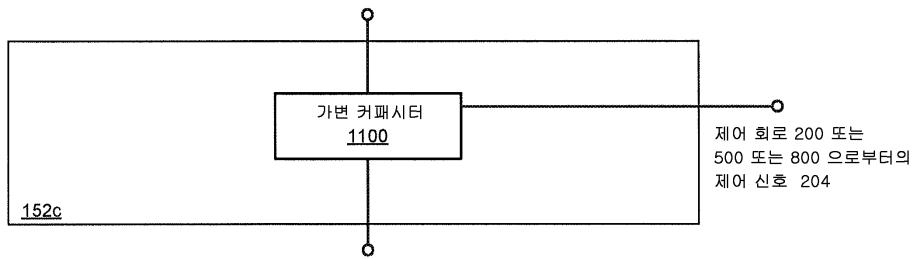 가변 커패시터
1100
제어 회로 200 또는
500 또는 800 으로부터의
제어 신호 204
152c